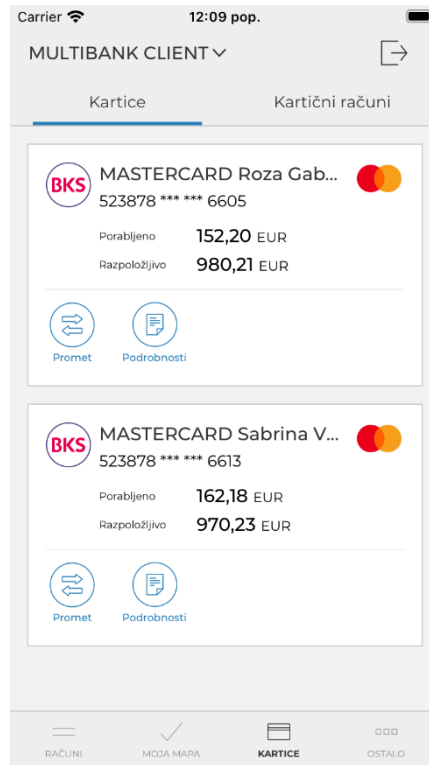 Carrier 12:09 pop.
MULTIBANK CLIENT
Kartice Kartični računi
BKS MASTERCARD Roza Gab...
523878 *** *** 6605
Porabljeno 152,20 EUR
Razpoložljivo 980,21 EUR
Promet Podrobnosti
BKS MASTERCARD Sabrina V...
523878 *** *** 6613
Porabljeno 162,18 EUR
Razpoložljivo 970,23 EUR
Promet Podrobnosti
RAČUNI MOJA MAPA KARTICE OSTALO